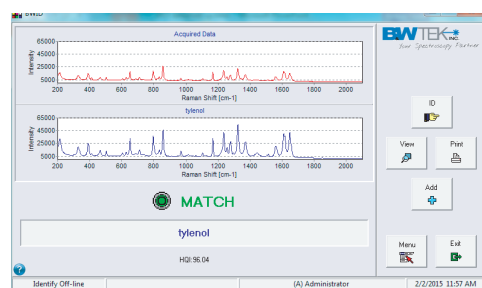 BWID
Acquired Data
65000
45000
25000
5000
Intensity
200 400 600 800 1000 1200 1400 1600 1800 2000
Raman Shift [cm-1]
tylenol
65000
45000
25000
5000
Intensity
200 400 600 800 1000 1200 1400 1600 1800 2000
Raman Shift [cm-1]
MATCH
tylenol
HQI:96.04
B&WTEK INC.
Your Spectroscopy Partner
ID
View Print
Add
Menu Exit
?
Identify Off-line (A) Administrator 2/2/2015 11:57 AM